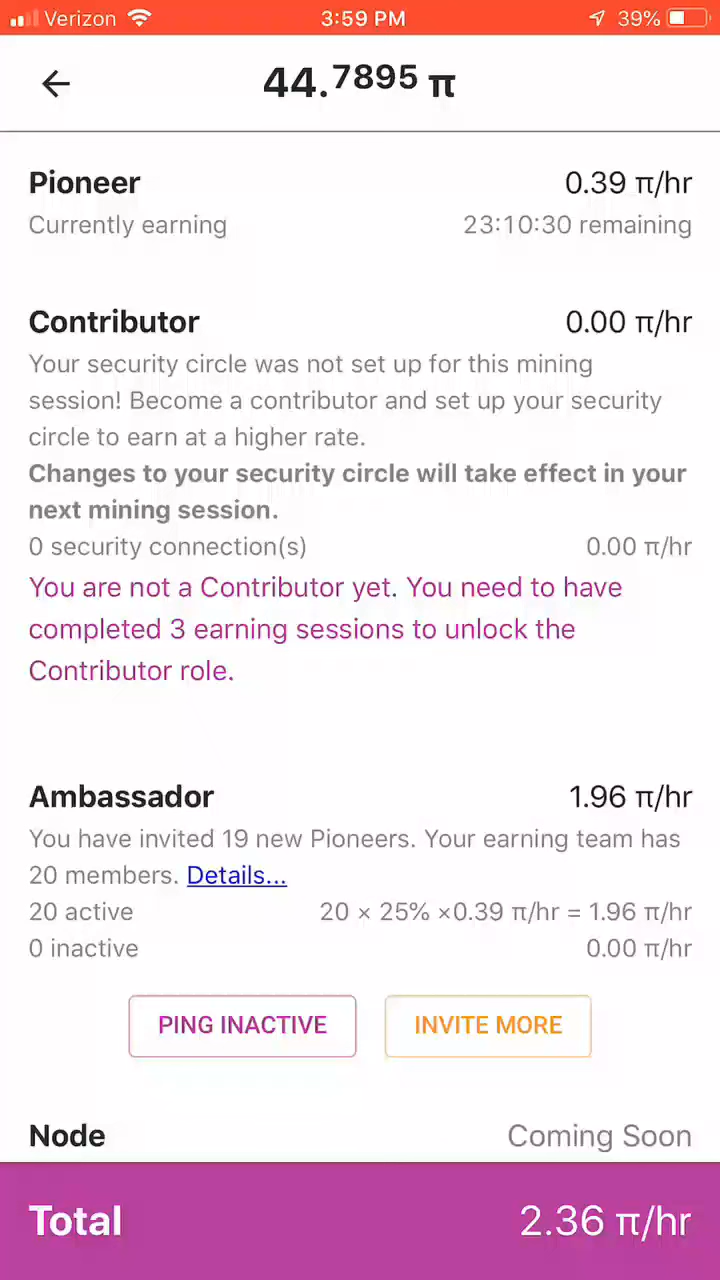 Verizon 3:59 PM 39%
44.7895 π
Pioneer 0.39 π/hr
Currently earning 23:10:30 remaining
Contributor 0.00 π/hr
Your security circle was not set up for this mining
session! Become a contributor and set up your security
circle to earn at a higher rate.
Changes to your security circle will take effect in your
next mining session.
0 security connection(s) 0.00 π/hr
You are not a Contributor yet. You need to have
completed 3 earning sessions to unlock the
Contributor role.
Ambassador 1.96 π/hr
You have invited 19 new Pioneers. Your earning team has
20 members. Details...
20 active 20 × 25% ×0.39 π/hr = 1.96 π/hr
0 inactive 0.00 π/hr
PING INACTIVE INVITE MORE
Node Coming Soon
Total 2.36 π/hr